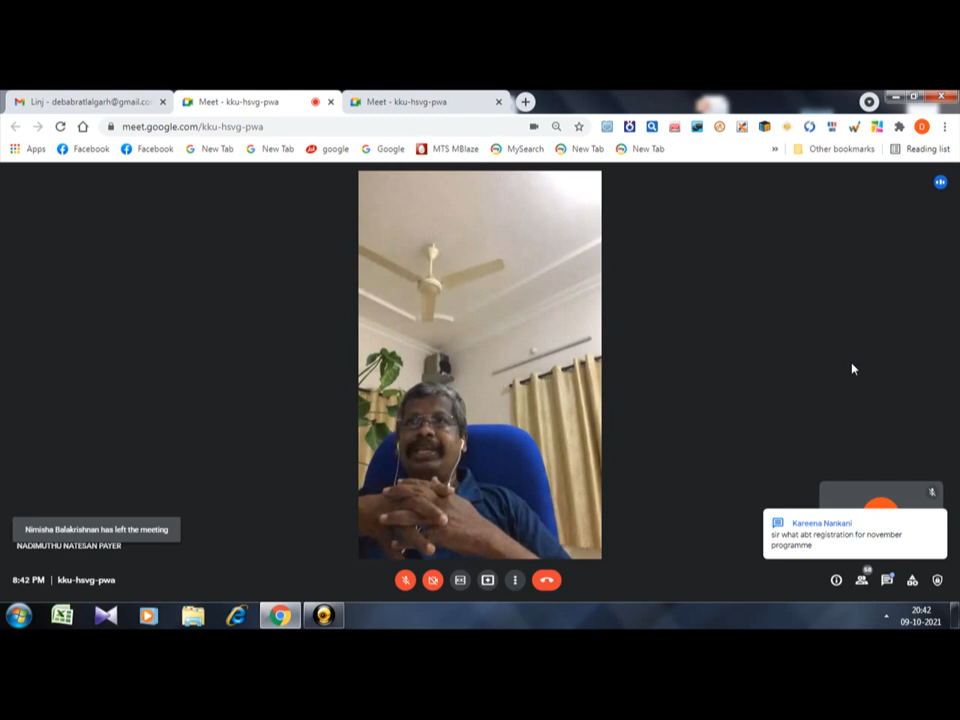 Linj - debabratlalgarh@gmail.co
Meet - kku-hsvg-pwa
Meet - kku-hsvg-pwa
meet.google.com/kku-hsvg-pwa
D
Apps
Facebook
Facebook
New Tab
New Tab
google
Google
MTS MBlaze
MySearch
New Tab
New Tab
»
Other bookmarks
Reading list
Nimisha Balakrishnan has left the meeting
NADIMUTHU NATESAN PAYER
Kareena Nankani
sir what abt registration for november
programme
8:42 PM | kku-hsvg-pwa
20:42
09-10-2021